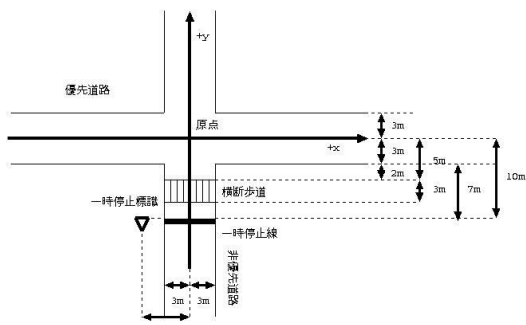 +y
優先道路
原点
3m
+x
3m
5m
2m
10m
一時停止標識
横断歩道
3m
7m
一時停止線
非優先道路
3m
3m